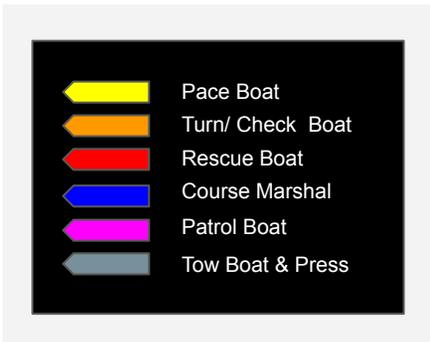 Pace Boat
Turn/ Check  Boat
Rescue Boat
Course Marshal
Patrol Boat
Tow Boat & Press